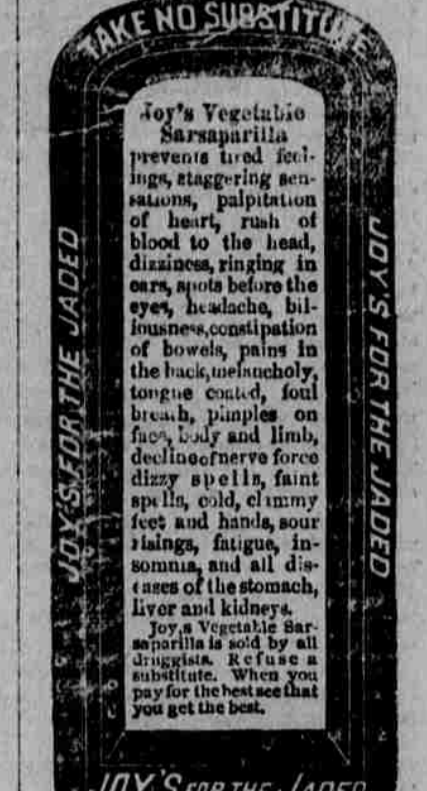 TAKE NO SUBSTITUTE
JOY'S FOR THE JADED
Joy's Vegetable
Sarsaparilla
prevents tired feel-
ings, staggering sen-
sations, palpitation
of heart, rush of
blood to the head,
dizziness, ringing in
ears, spots before the
eyes, headache, bil-
iousness, constipation
of bowels, pains in
the back, melancholy,
tongue coated, foul
breath, pimples on
face, body and limb,
decline of nerve force
dizzy spells, faint
spells, cold, clammy
feet and hands, sour
risings, fatigue, in-
somnia, and all dis-
eases of the stomach,
liver and kidneys.
Joy,s Vegetable Sar-
saparilla is sold by all
druggists. Refuse a
substitute. When you
pay for the best see that
you get the best.
JOY'S FOR THE JADED
JOY'S FOR THE JADED